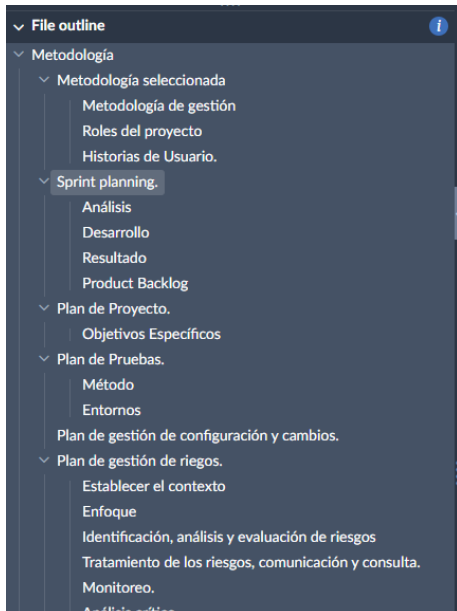 File outline
Metodología
Metodología seleccionada
Metodología de gestión
Roles del proyecto
Historias de Usuario.
Sprint planning.
Análisis
Desarrollo
Resultado
Product Backlog
Plan de Proyecto.
Objetivos Específicos
Plan de Pruebas.
Método
Entornos
Plan de gestión de configuración y cambios.
Plan de gestión de riegos.
Establecer el contexto
Enfoque
Identificación, análisis y evaluación de riesgos
Tratamiento de los riesgos, comunicación y consulta.
Monitoreo.
Análisis crítico